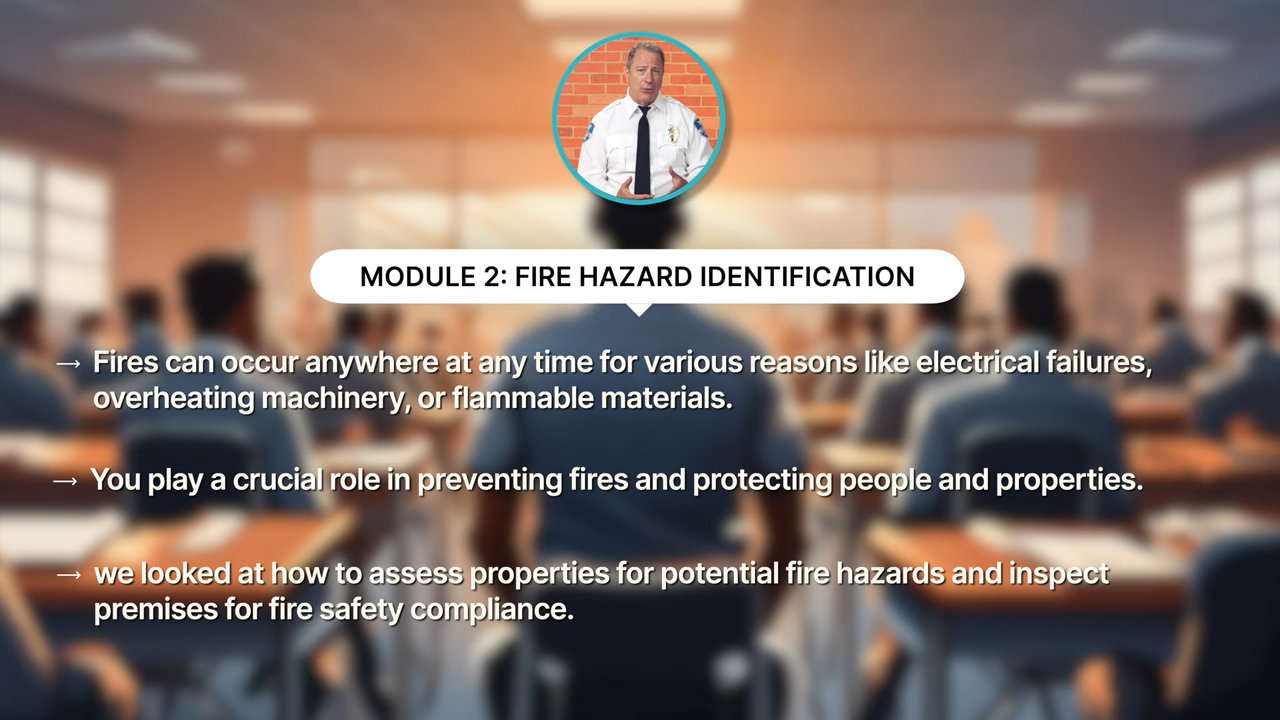 MODULE 2: FIRE HAZARD IDENTIFICATION
→ Fires can occur anywhere at any time for various reasons like electrical failures,
overheating machinery, or flammable materials.
→ You play a crucial role in preventing fires and protecting people and properties.
→ we looked at how to assess properties for potential fire hazards and inspect
premises for fire safety compliance.